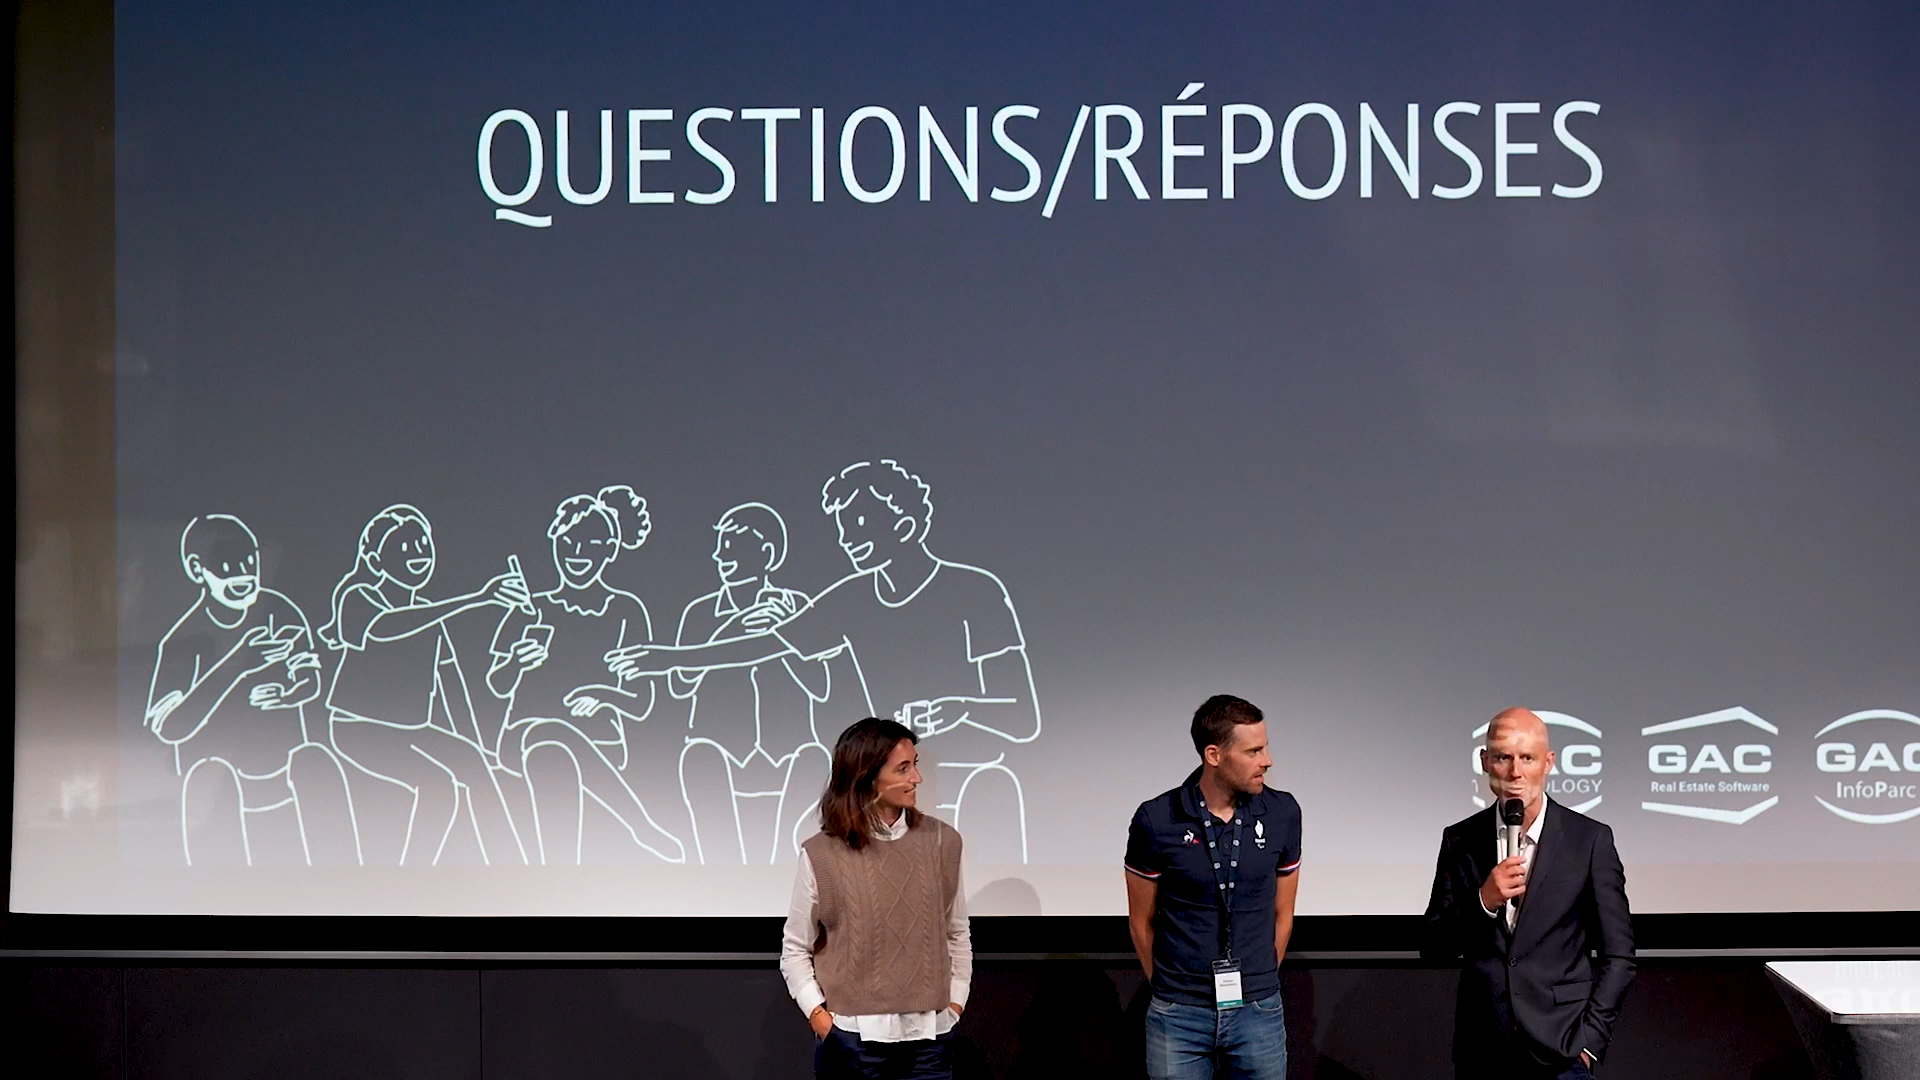 QUESTIONS/RÉPONSES
GAC
Real Estate Software
GAC
InfoParc